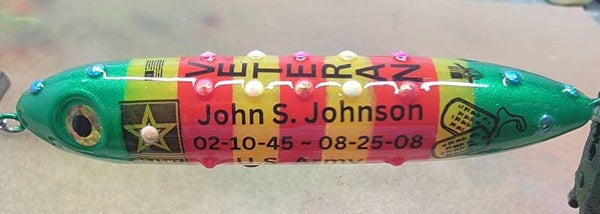 VETERAN
John S. Johnson
02-10-45 ~ 08-25-08
U.S. Army